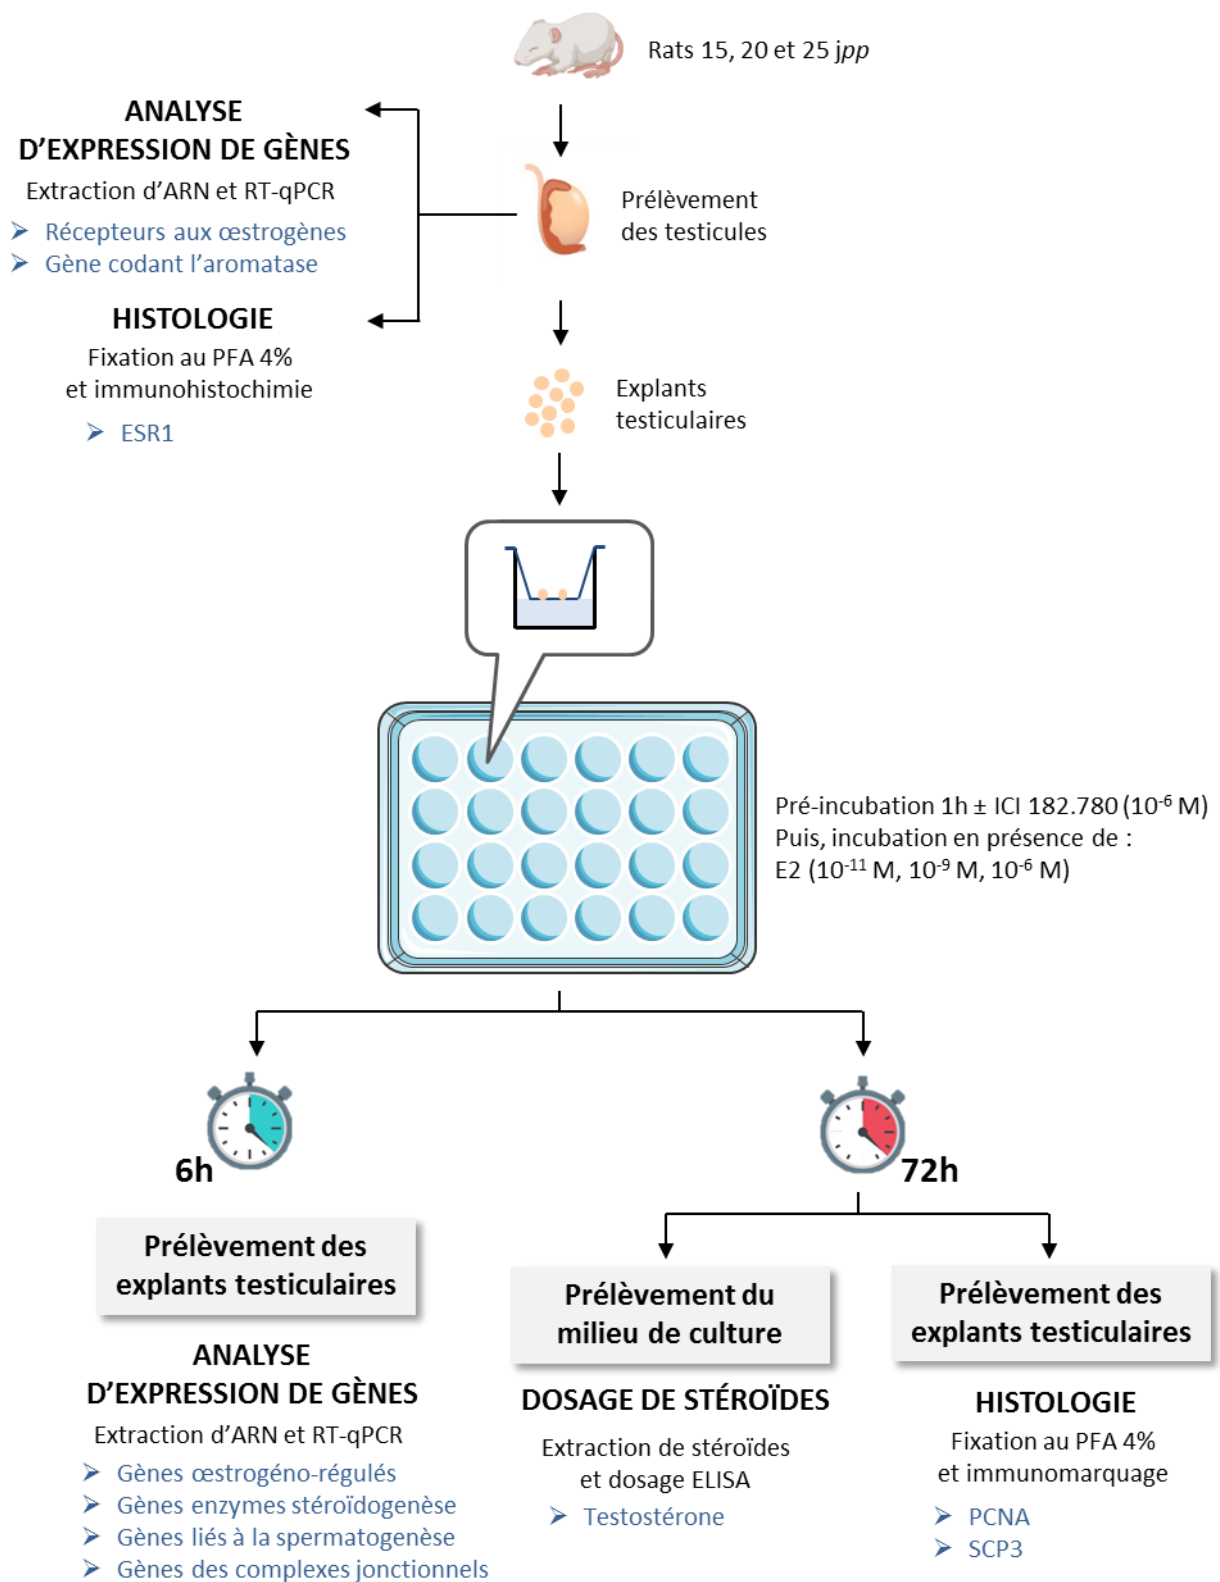 Rats 15, 20 et 25 jpp
ANALYSE
D’EXPRESSION DE GÈNES
Extraction d’ARN et RT-qPCR
➤ Récepteurs aux œstrogènes
➤ Gène codant l’aromatase
Prélèvement
des testicules
HISTOLOGIE
Fixation au PFA 4%
et immunohistochimie
➤ ESR1
Explants
testiculaires
Pré-incubation 1h ± ICI 182.780 (10⁻⁶ M)
Puis, incubation en présence de :
E2 (10⁻¹¹ M, 10⁻⁹ M, 10⁻⁶ M)
6h
Prélèvement des
explants testiculaires
ANALYSE
D’EXPRESSION DE GÈNES
Extraction d’ARN et RT-qPCR
➤ Gènes œstrogéno-régulés
➤ Gènes enzymes stéroïdogenèse
➤ Gènes liés à la spermatogenèse
➤ Gènes des complexes jonctionnels
72h
Prélèvement du
milieu de culture
DOSAGE DE STÉROÏDES
Extraction de stéroïdes
et dosage ELISA
➤ Testostérone
Prélèvement des
explants testiculaires
HISTOLOGIE
Fixation au PFA 4%
et immunomarquage
➤ PCNA
➤ SCP3